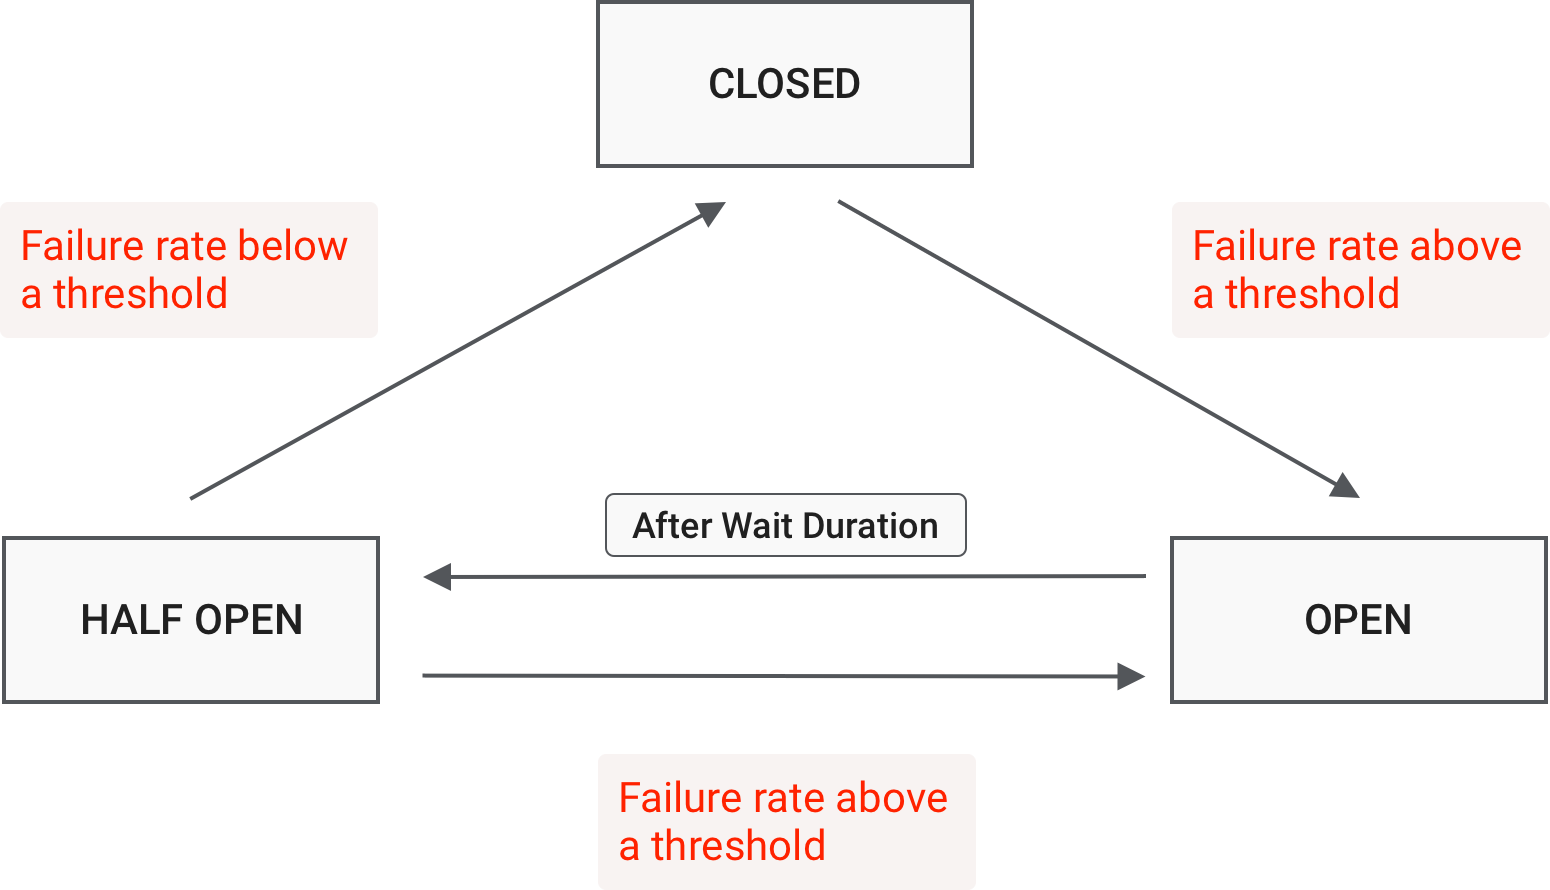 CLOSED
Failure rate below
a threshold
Failure rate above
a threshold
After Wait Duration
HALF OPEN
OPEN
Failure rate above
a threshold